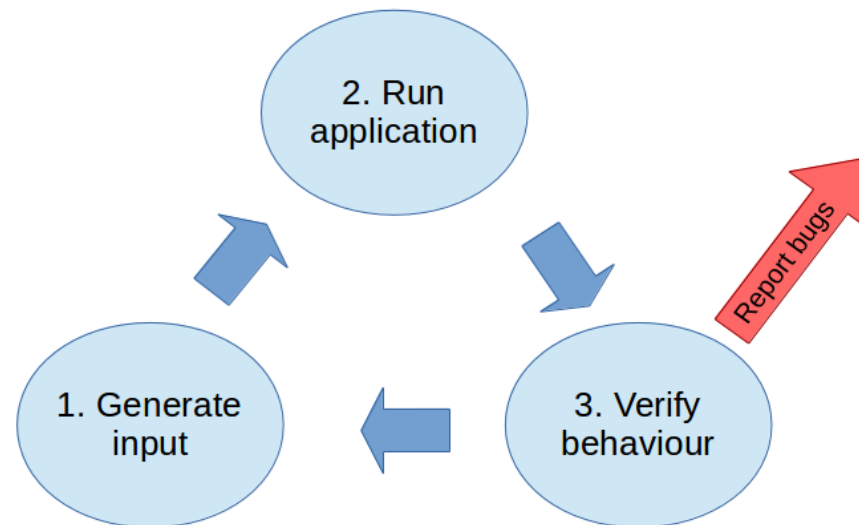 2. Run
application
Report bugs
1. Generate
input
3. Verify
behaviour